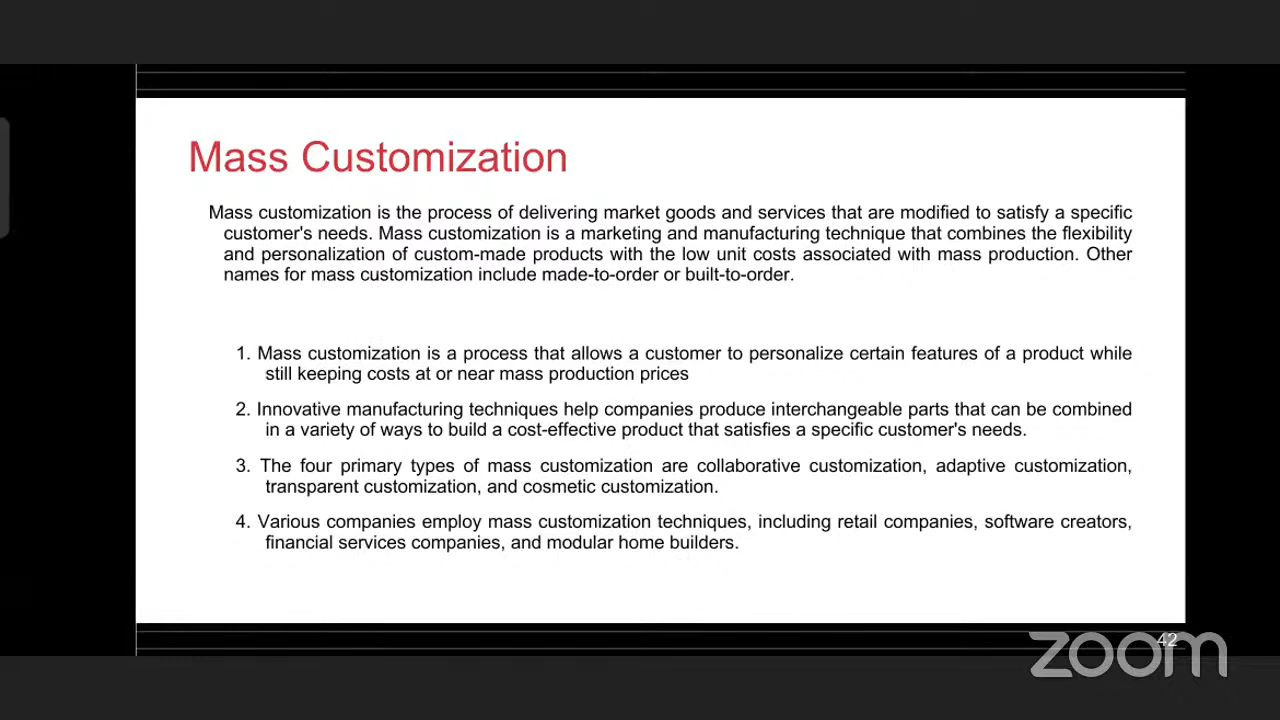 Mass Customization
Mass customization is the process of delivering market goods and services that are modified to satisfy a specific
customer's needs. Mass customization is a marketing and manufacturing technique that combines the flexibility
and personalization of custom-made products with the low unit costs associated with mass production. Other
names for mass customization include made-to-order or built-to-order.
1. Mass customization is a process that allows a customer to personalize certain features of a product while
still keeping costs at or near mass production prices
2. Innovative manufacturing techniques help companies produce interchangeable parts that can be combined
in a variety of ways to build a cost-effective product that satisfies a specific customer's needs.
3. The four primary types of mass customization are collaborative customization, adaptive customization,
transparent customization, and cosmetic customization.
4. Various companies employ mass customization techniques, including retail companies, software creators,
financial services companies, and modular home builders.
42
zoom